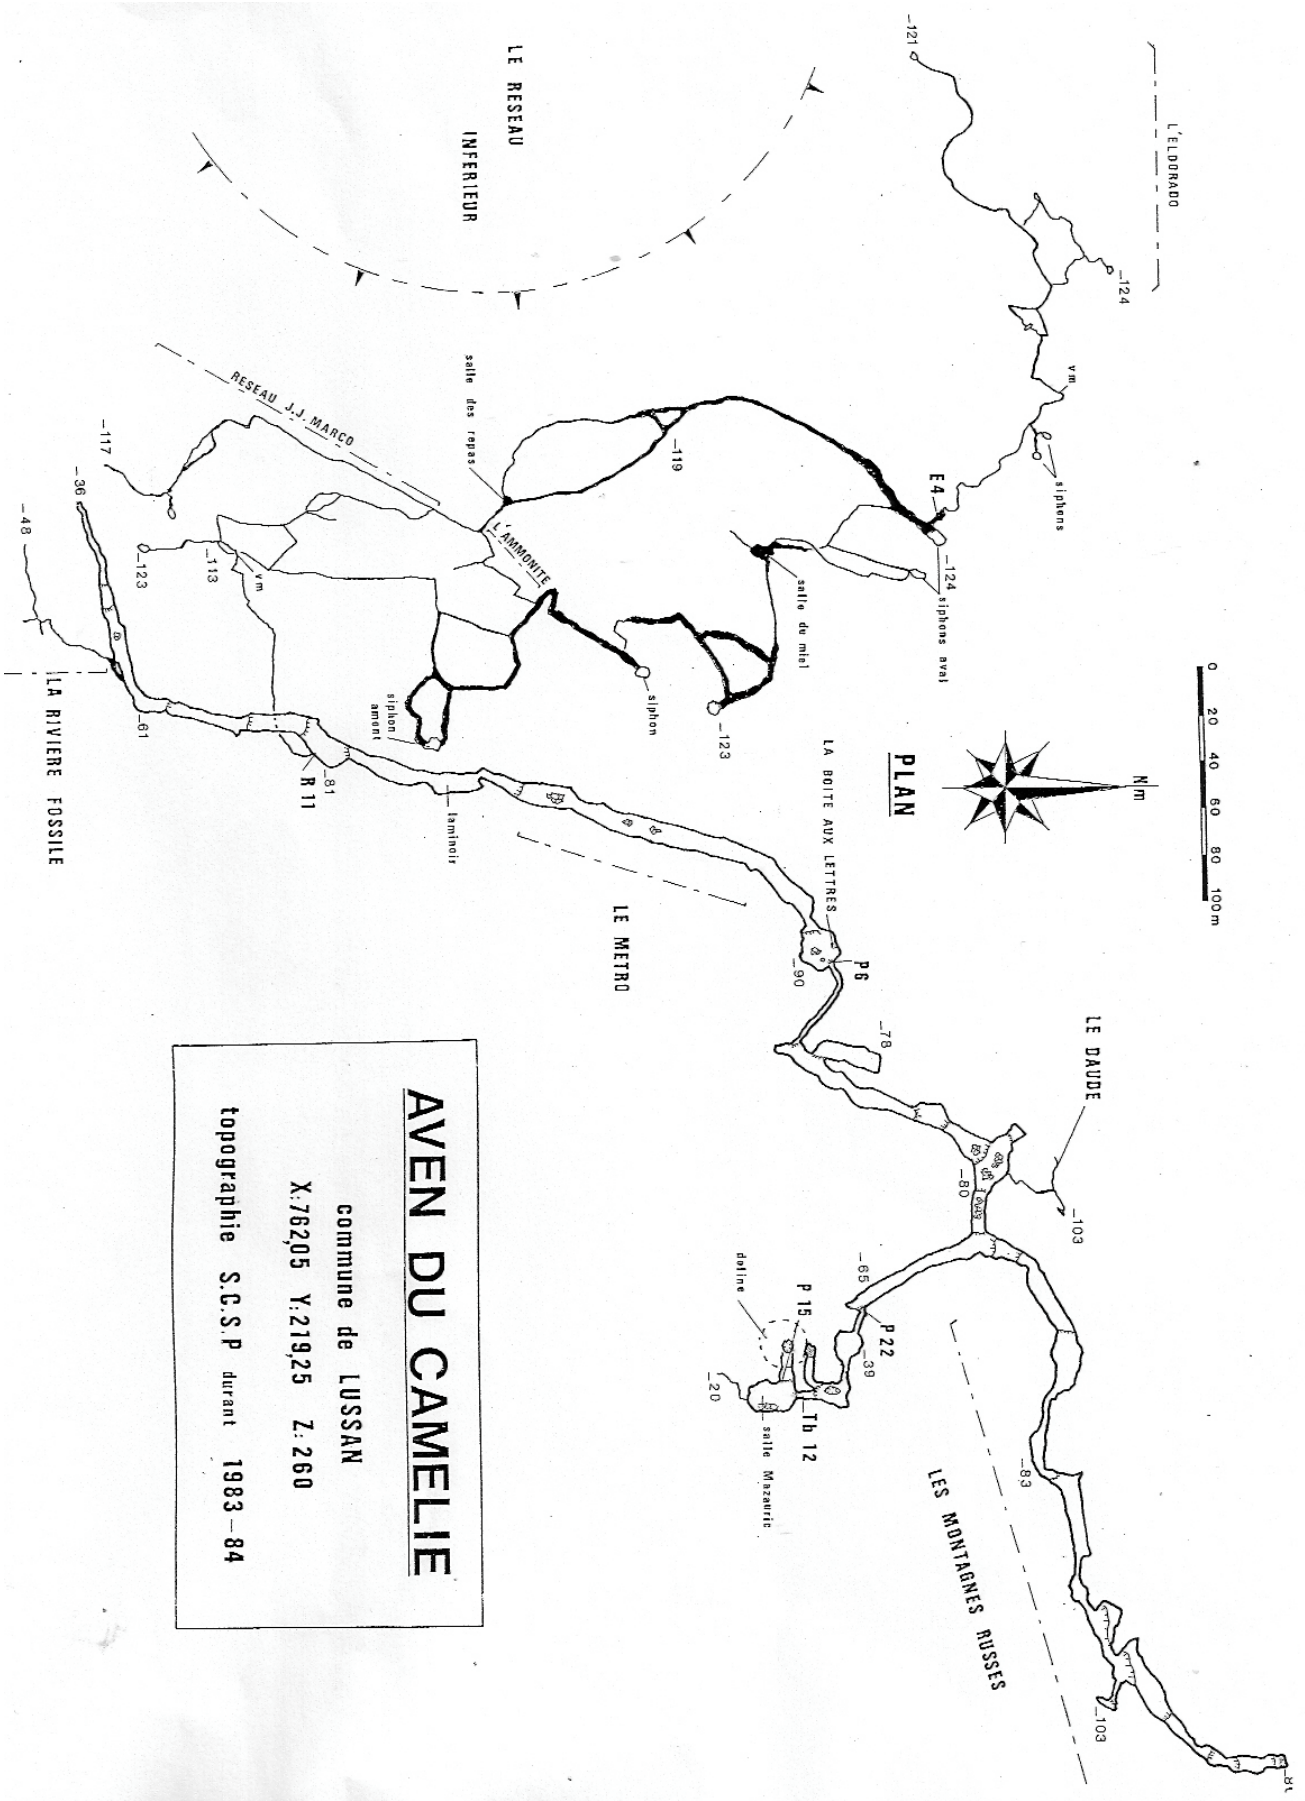 AVEN DU CAMELIE
commune de LUSSAN
X:762,05 Y:219,25 Z:260
topographie S.C.S.P durant 1983-84
PLAN
Nm
0 20 40 60 80 100m
L'ELDORADO
-121
-124
vm
siphons
E4
-124
siphons aval
salle du miel
-119
LE RESEAU
INFERIEUR
salle des repas
RESEAU J.J. MARCO
L'AMMONITE
siphon
-123
siphon
amont
-117
-36
-48
-123
-113
vm
-61
R 11
-81
laminoir
LA RIVIERE FOSSILE
LE METRO
LA BOITE AUX LETTRES
P6
-90
-78
LE DAUDE
-103
-80
-65
P 22
-39
P 15
doline
-20
Th 12
salle Mazauric
-83
LES MONTAGNES RUSSES
-103